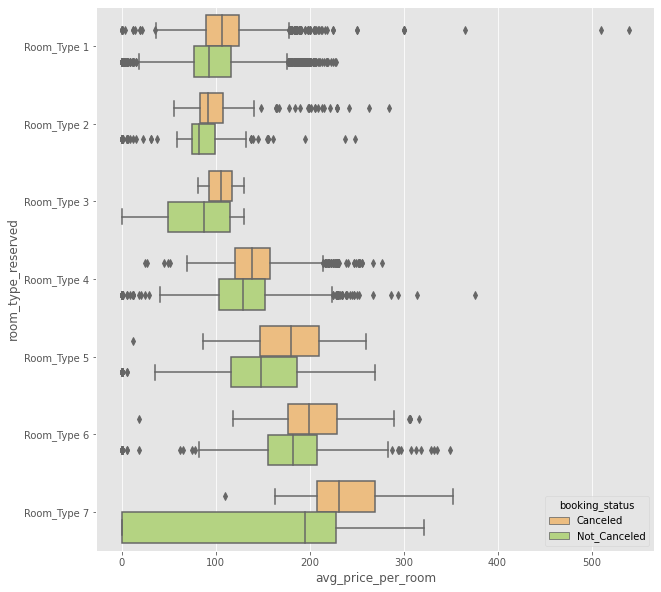 Room_Type 1
Room_Type 2
Room_Type 3
Room_Type 4
Room_Type 5
Room_Type 6
Room_Type 7
room_type_reserved
0 100 200 300 400 500
avg_price_per_room
booking_status
Canceled
Not_Canceled